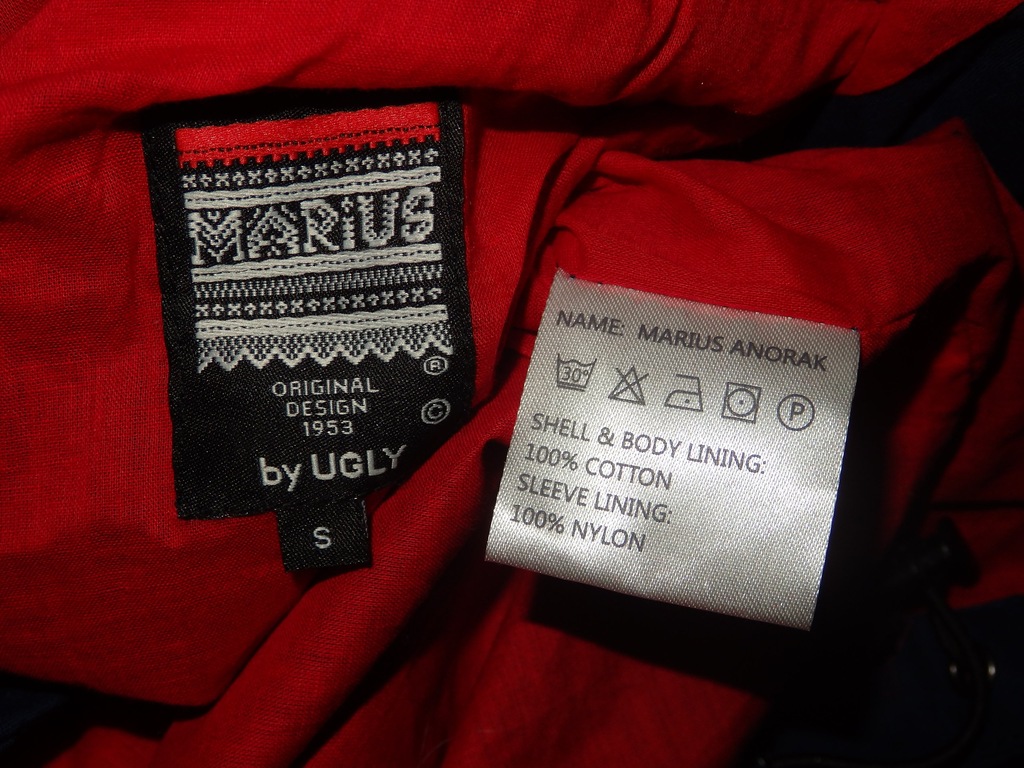 MARiUS
®
ORIGINAL
DESIGN
1953
©
by UGLY
S
NAME: MARIUS ANORAK
30°
P
SHELL & BODY LINING:
100% COTTON
SLEEVE LINING:
100% NYLON